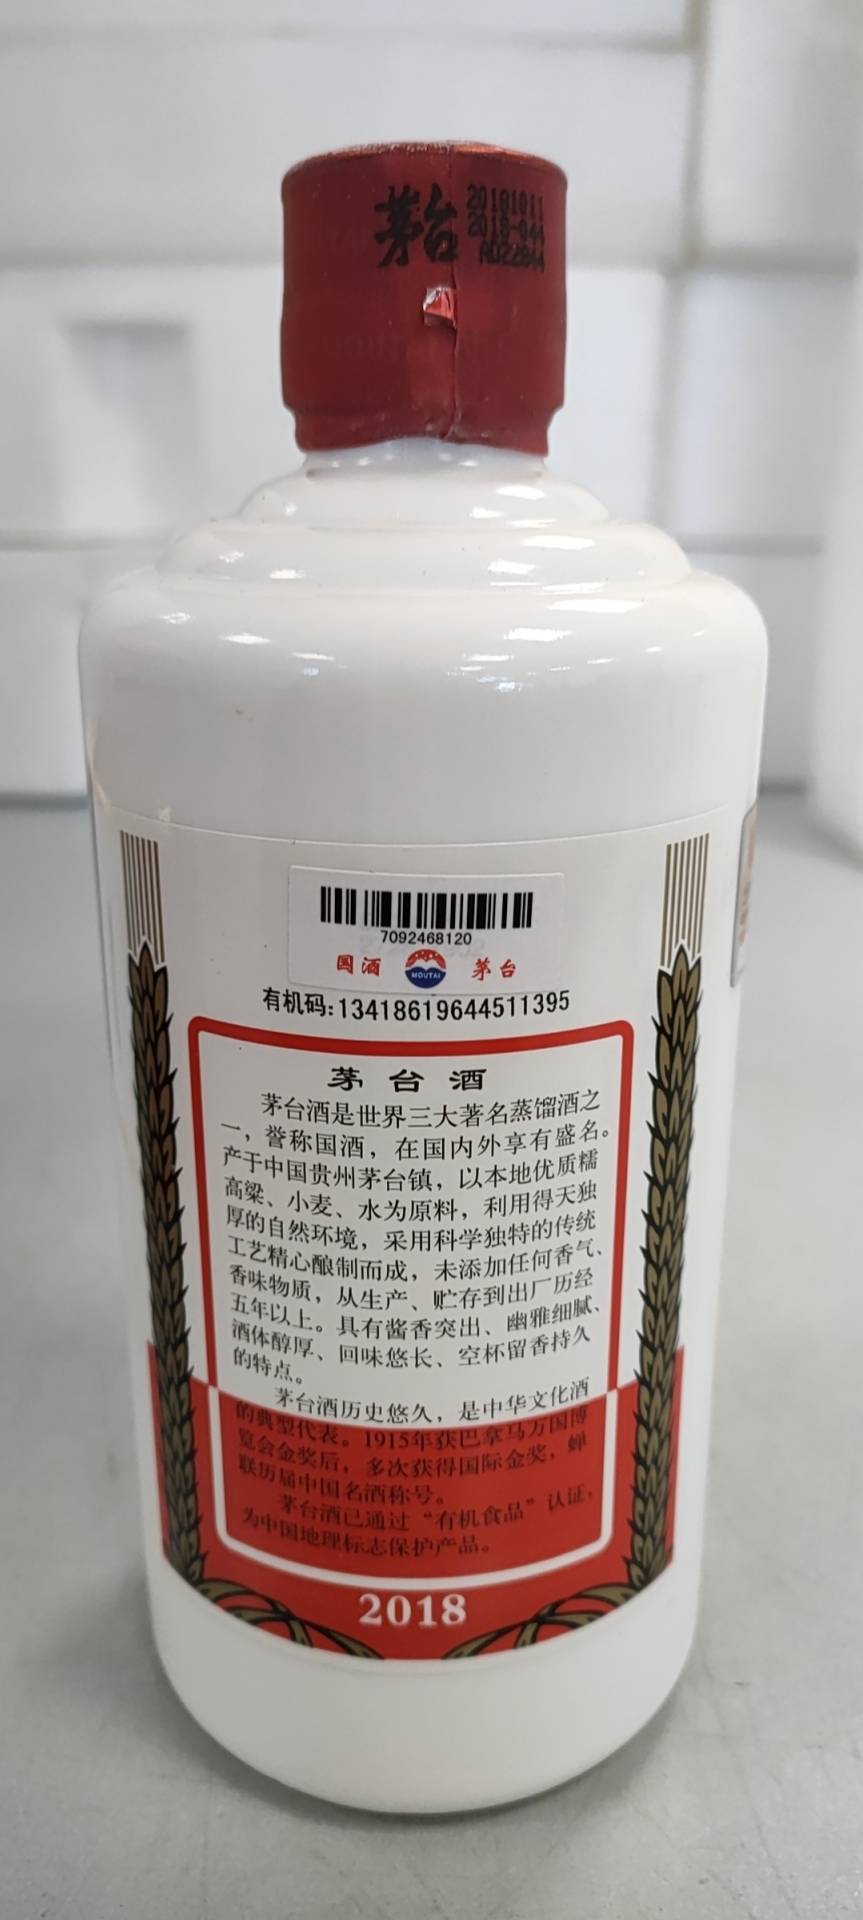 茅台
20181011
2018-044
AD22844
7092468120
国酒 MOUTAI 茅台
有机码:13418619644511395
茅台酒
茅台酒是世界三大著名蒸馏酒之
一，誉称国酒，在国内外享有盛名。
产于中国贵州茅台镇，以本地优质糯
高粱、小麦、水为原料，利用得天独
厚的自然环境，采用科学独特的传统
工艺精心酿制而成，未添加任何香气、
香味物质，从生产、贮存到出厂历经
五年以上。具有酱香突出、幽雅细腻、
酒体醇厚、回味悠长、空杯留香持久
的特点。
茅台酒历史悠久，是中华文化酒
的典型代表。1915年获巴拿马万国博
览会金奖后，多次获得国际金奖，蝉
联历届中国名酒称号。
茅台酒已通过“有机食品”认证，
为中国地理标志保护产品。
2018